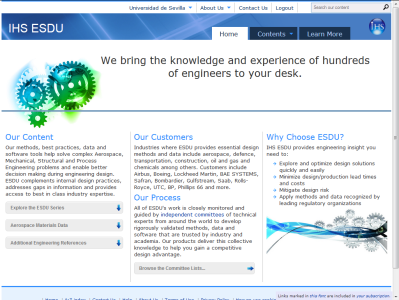 Universidad de Sevilla About Us Contact Us Logout Search our content
IHS ESDU
Home Contents Learn More
IHS
We bring the knowledge and experience of hundreds
of engineers to your desk.
Our Content
Our methods, best practices, data and
software tools help solve complex Aerospace,
Mechanical, Structural and Process
Engineering problems and enable better
decision making during engineering design.
ESDU complements internal design practices,
addresses gaps in information and provides
access to best in class industry expertise.
Explore the ESDU Series
Aerospace Materials Data
Additional Engineering References
Our Customers
Industries where ESDU provides essential design
methods and data include aerospace, defence,
transportation, construction, oil and gas and
chemicals among others. Customers include
Airbus, Boeing, Lockheed Martin, BAE SYSTEMS,
Safran, Bombardier, Gulfstream, Saab, Rolls-
Royce, UTC, BP, Phillips 66 and more.
Our Process
All of ESDU's work is closely monitored and
guided by independent committees of technical
experts from around the world to develop
rigorously validated methods, data and
software that are trusted by industry and
academia. Our products deliver this collective
knowledge to help you gain a competitive
design advantage.
Browse the Committee Lists...
Why Choose ESDU?
IHS ESDU provides engineering insight you
need to:
Explore and optimize design solutions
quickly and easily
Minimize design/production lead times
and costs
Mitigate design risk
Apply methods and data recognized by
leading regulatory organizations
Links marked in this font are included in your subscription.
Home A-Z Index Contact Us Help About Us Terms of Use Privacy Policy